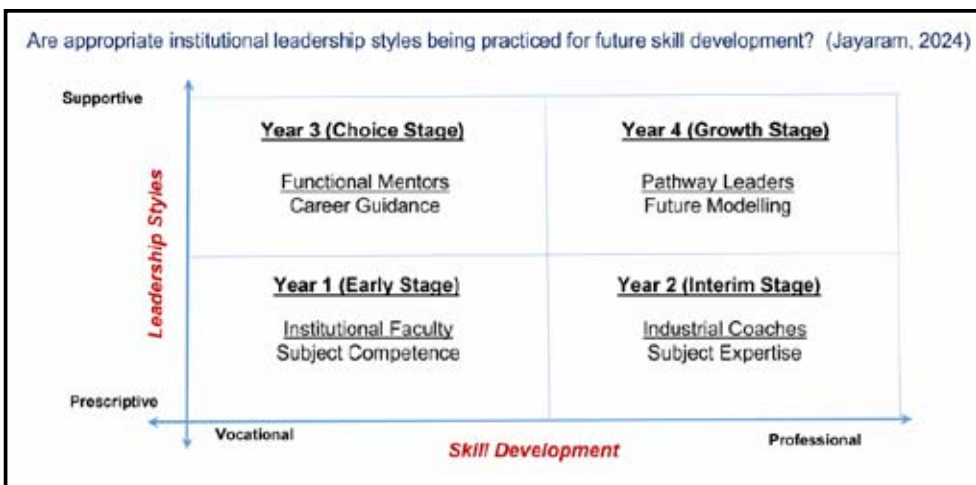 Are appropriate institutional leadership styles being practiced for future skill development? (Jayaram, 2024)
Supportive
Year 3 (Choice Stage)
Functional Mentors
Career Guidance
Year 4 (Growth Stage)
Pathway Leaders
Future Modelling
Leadership Styles
Year 1 (Early Stage)
Institutional Faculty
Subject Competence
Year 2 (Interim Stage)
Industrial Coaches
Subject Expertise
Prescriptive
Vocational
Skill Development
Professional